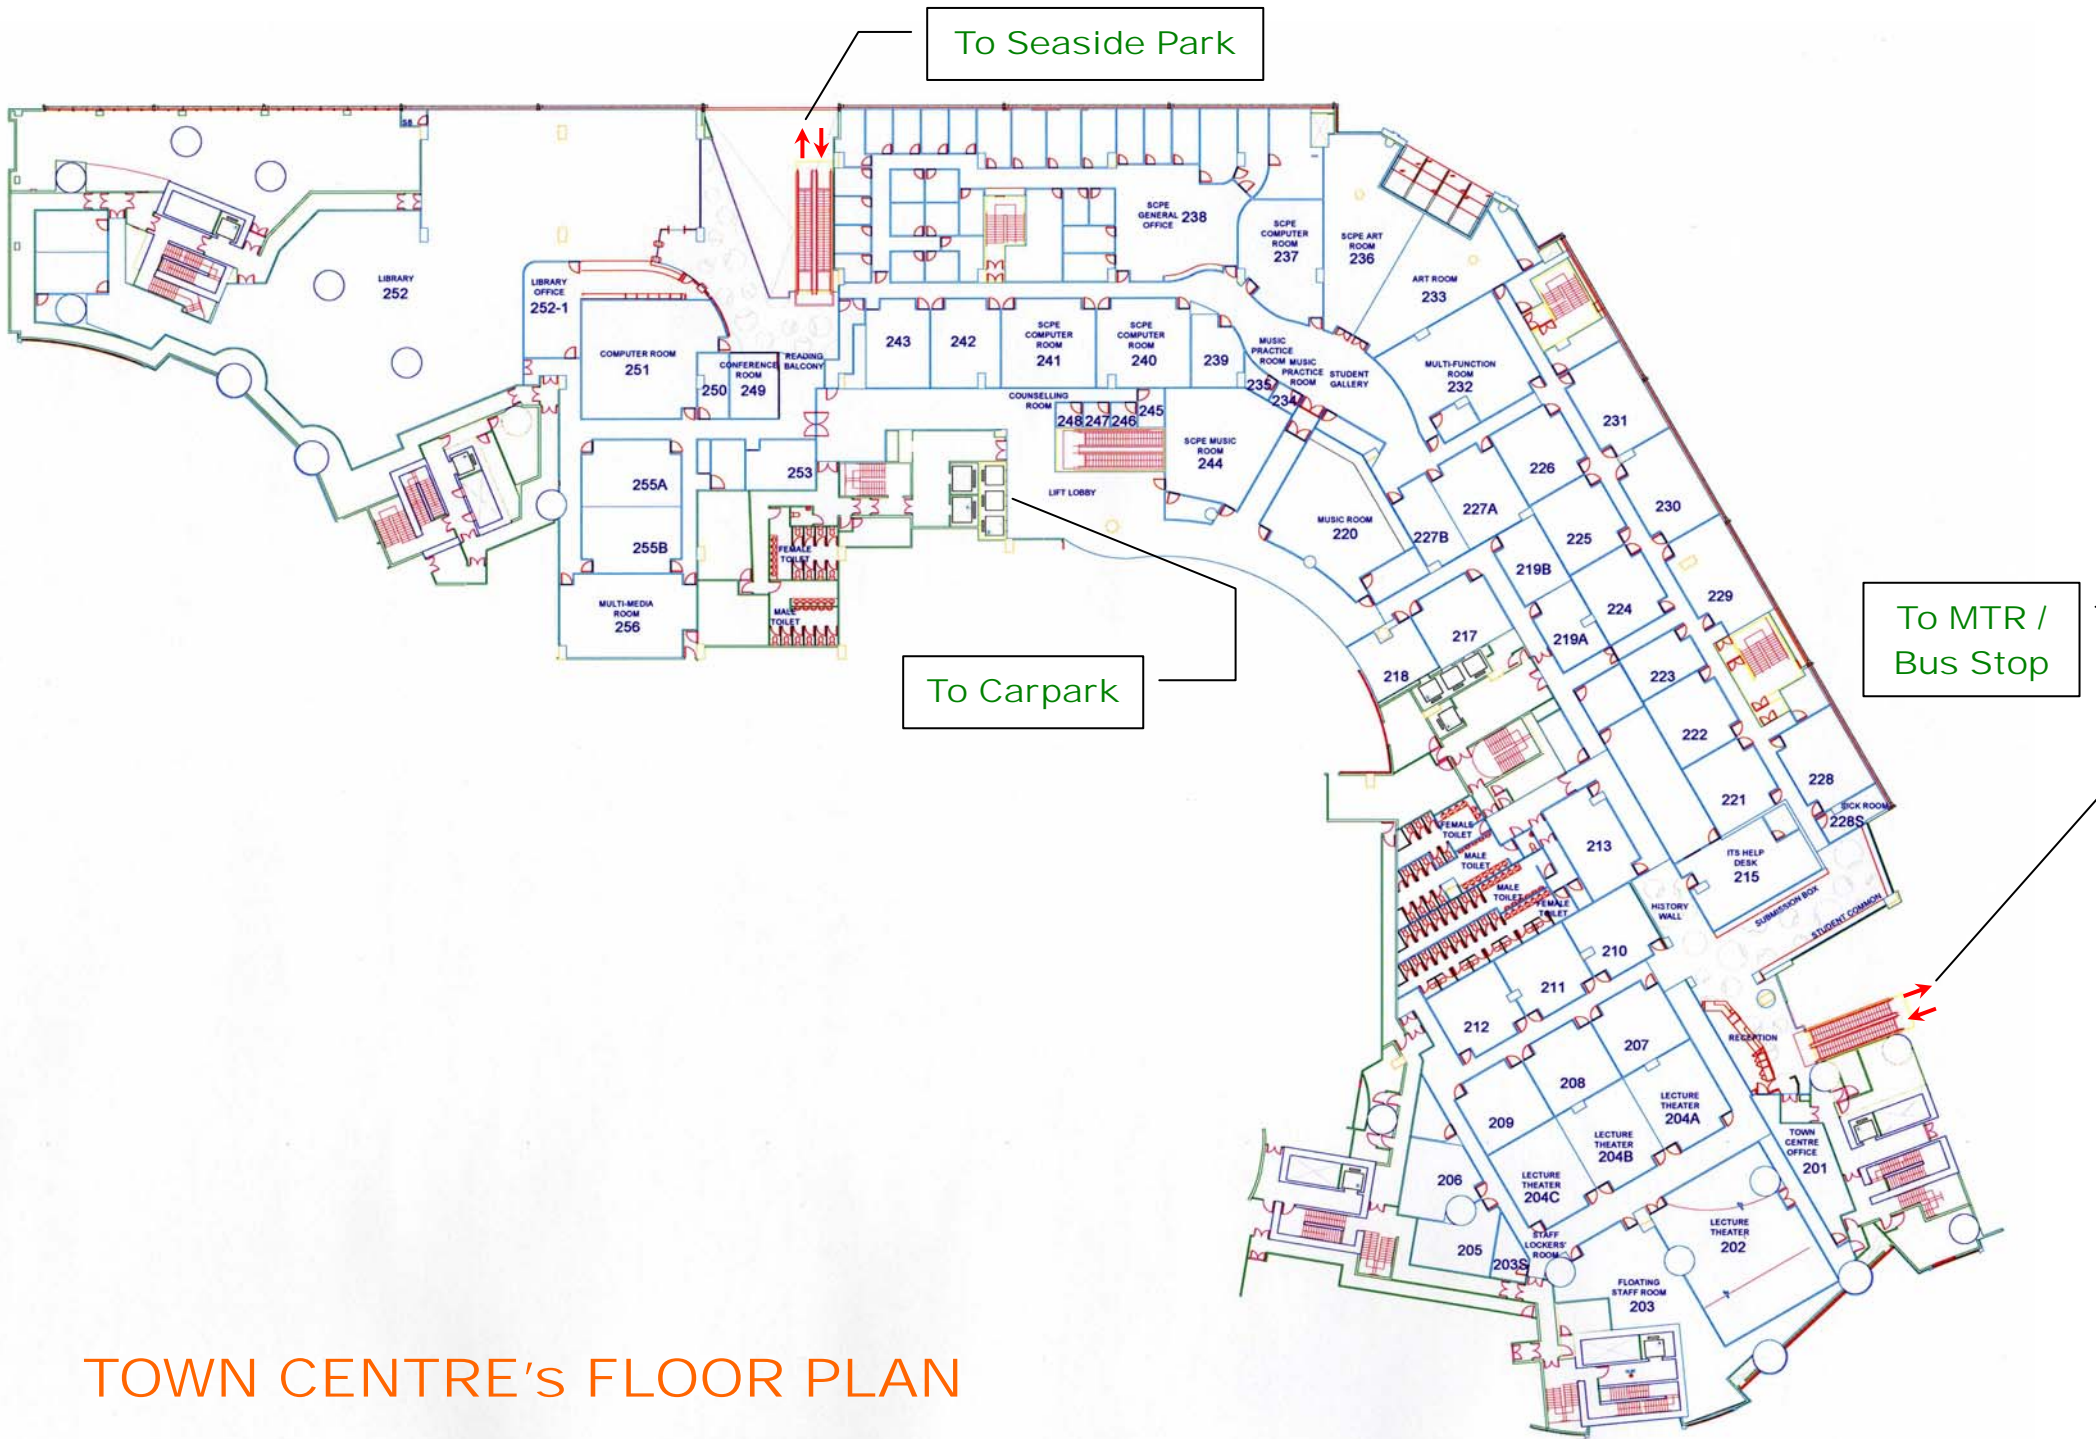 To Seaside Park
SB
SCPE
GENERAL 238
OFFICE
SCPE
COMPUTER
ROOM
237
SCPE ART
ROOM
236
ART ROOM
233
LIBRARY
252
LIBRARY
OFFICE
252-1
COMPUTER ROOM
251
250
CONFERENCE
ROOM
249
READING
BALCONY
243
242
SCPE
COMPUTER
ROOM
241
SCPE
COMPUTER
ROOM
240
239
MUSIC
PRACTICE
ROOM
235
MUSIC
PRACTICE
ROOM
234
STUDENT
GALLERY
MULTI-FUNCTION
ROOM
232
COUNSELLING
ROOM
248
247
246
245
SCPE MUSIC
ROOM
244
231
226
253
255A
LIFT LOBBY
MUSIC ROOM
220
227A
227B
230
225
255B
FEMALE
TOILET
219B
229
224
MULTI-MEDIA
ROOM
256
MALE
TOILET
217
219A
218
223
To MTR /
Bus Stop
To Carpark
222
228
221
SICK ROOM
228S
FEMALE
TOILET
MALE
TOILET
MALE
TOILET
FEMALE
TOILET
213
ITS HELP
DESK
215
HISTORY
WALL
SUBMISSION BOX
STUDENT COMMON
210
211
212
207
RECEPTION
208
209
LECTURE
THEATER
204A
LECTURE
THEATER
204B
LECTURE
THEATER
204C
TOWN
CENTRE
OFFICE
201
206
205
203S
STAFF
LOCKERS'
ROOM
LECTURE
THEATER
202
FLOATING
STAFF ROOM
203
TOWN CENTRE's FLOOR PLAN